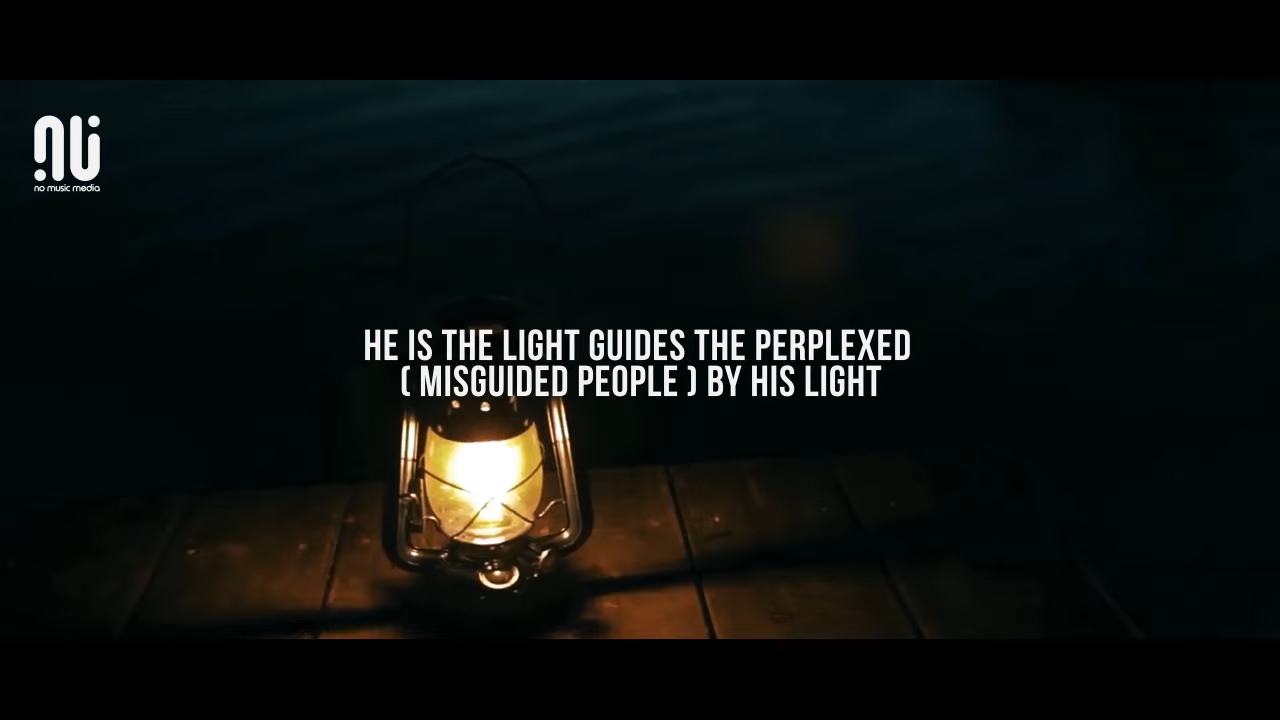 no music media
HE IS THE LIGHT GUIDES THE PERPLEXED
( MISGUIDED PEOPLE ) BY HIS LIGHT